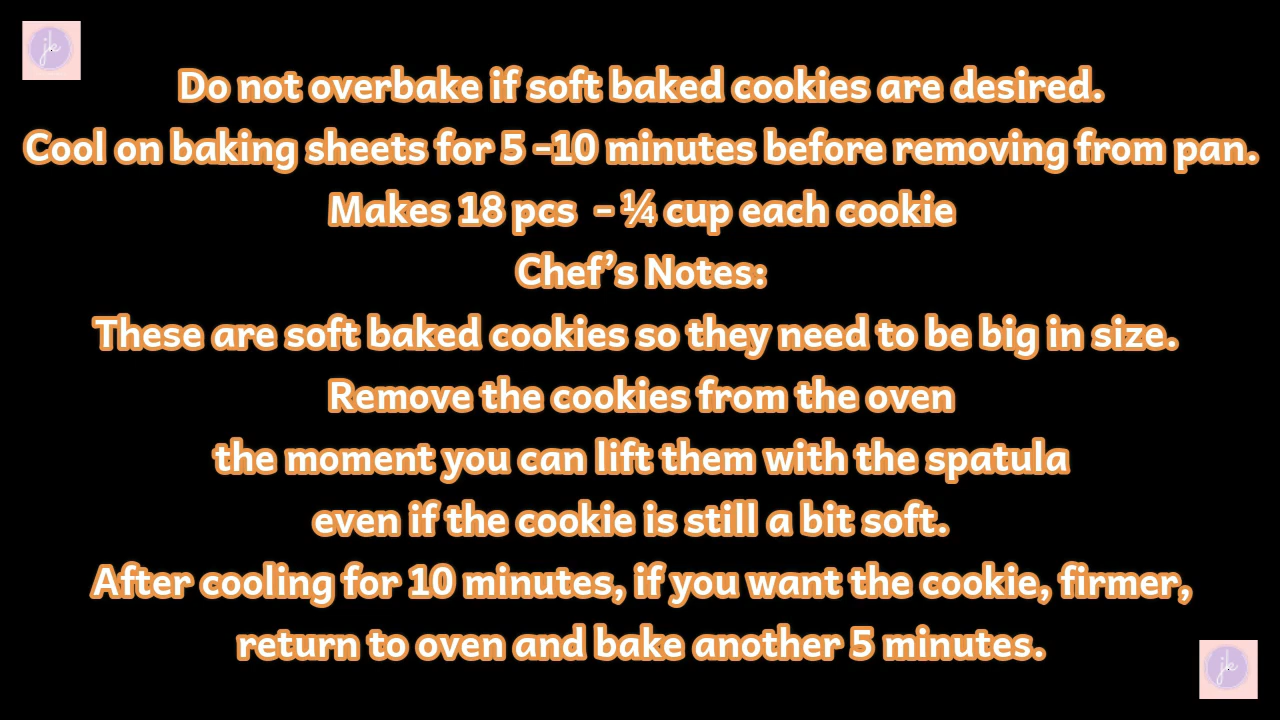 jk
Do not overbake if soft baked cookies are desired.
Cool on baking sheets for 5 -10 minutes before removing from pan.
Makes 18 pcs  - ¼ cup each cookie
Chef’s Notes:
These are soft baked cookies so they need to be big in size.
Remove the cookies from the oven
the moment you can lift them with the spatula
even if the cookie is still a bit soft.
After cooling for 10 minutes, if you want the cookie, firmer,
return to oven and bake another 5 minutes.
jk